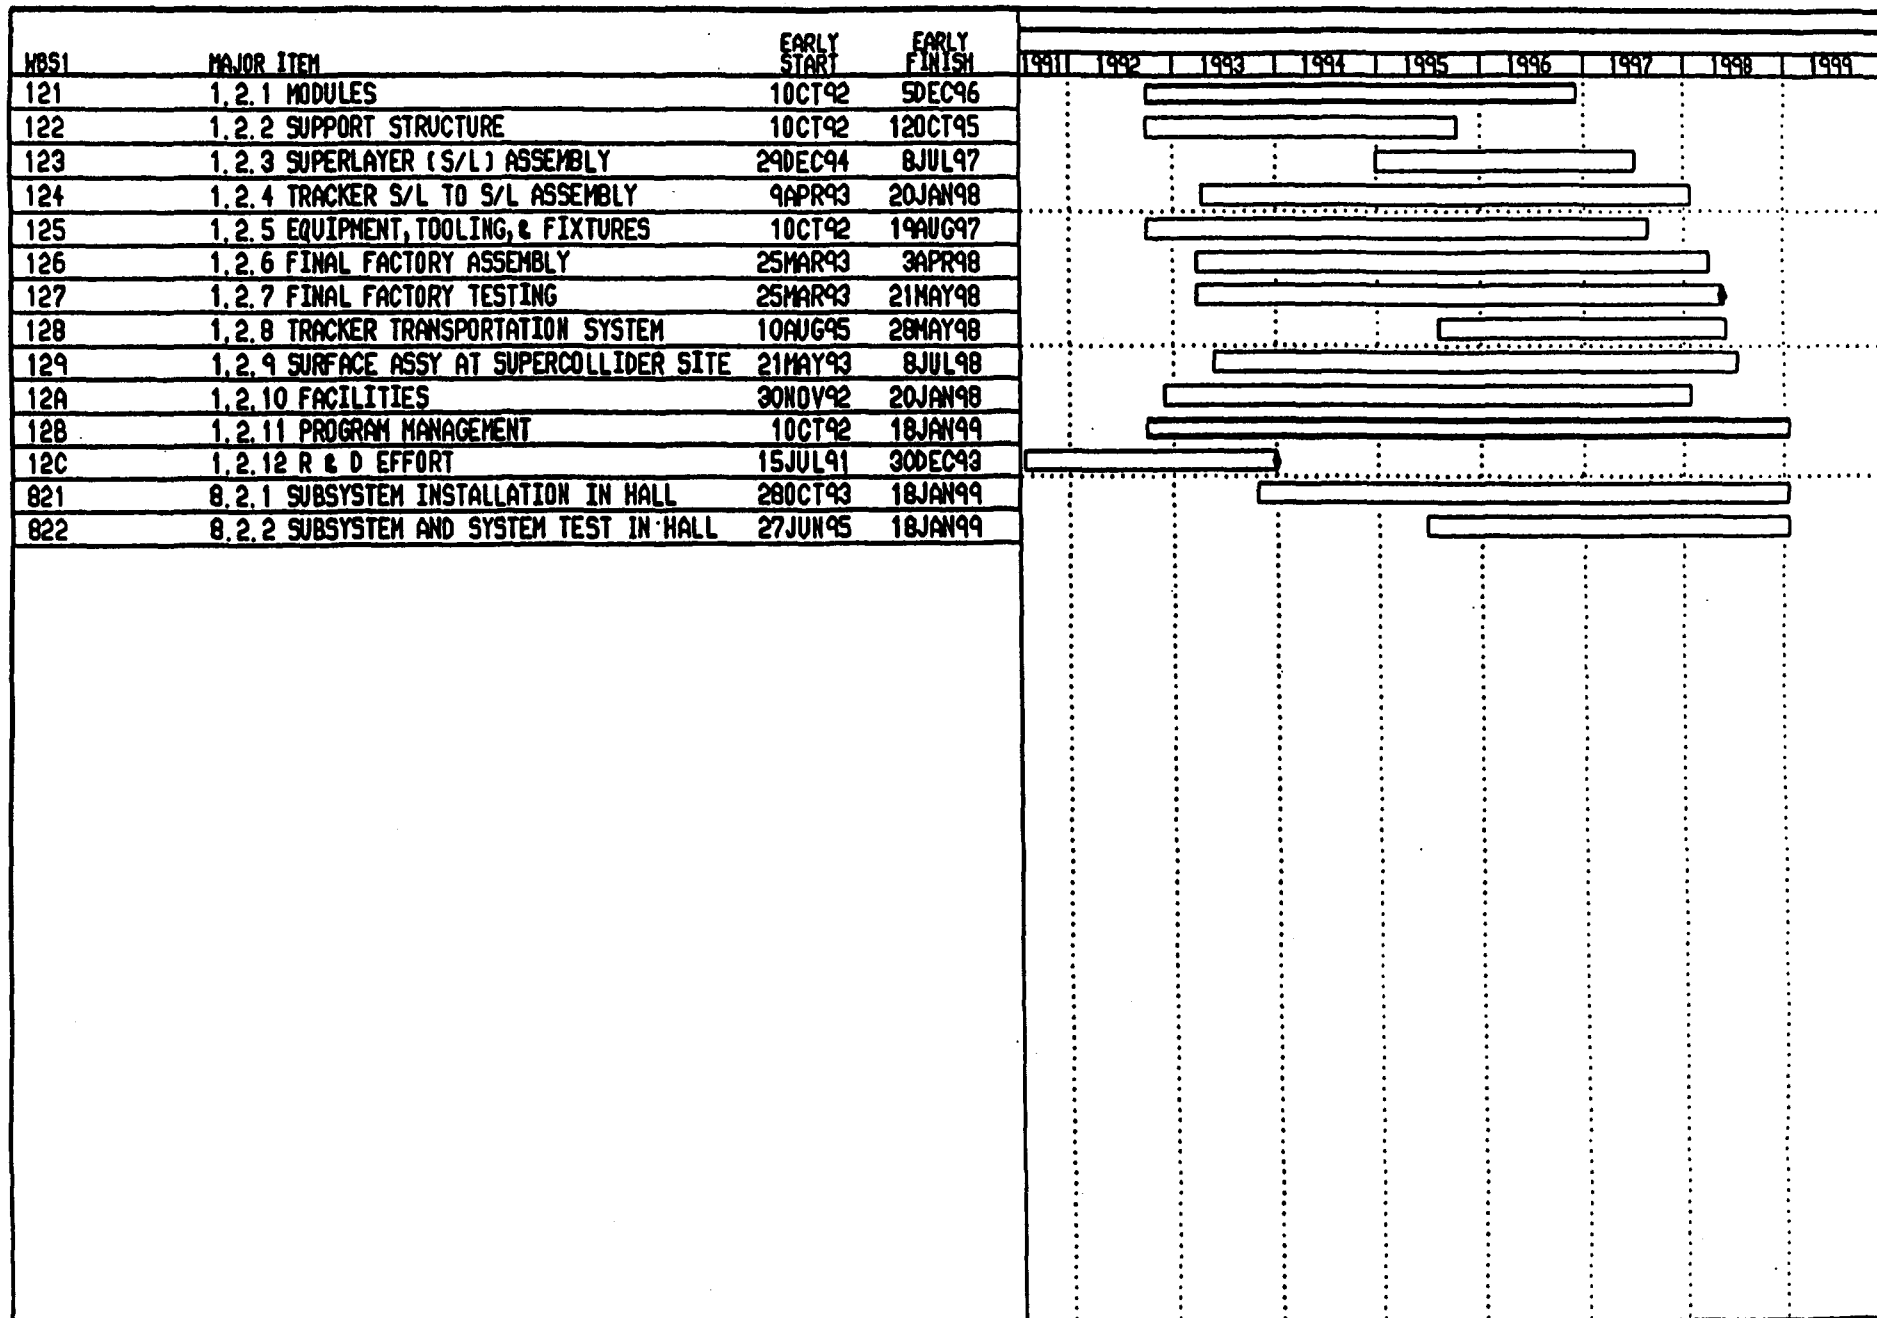 EARLY EARLY
WBS1 MAJOR ITEM START FINISH 1991 1992 1993 1994 1995 1996 1997 1998 1999
121 1.2.1 MODULES 1OCT92 5DEC96
122 1.2.2 SUPPORT STRUCTURE 1OCT92 12OCT95
123 1.2.3 SUPERLAYER (S/L) ASSEMBLY 29DEC94 8JUL97
124 1.2.4 TRACKER S/L TO S/L ASSEMBLY 9APR93 20JAN98
125 1.2.5 EQUIPMENT,TOOLING,& FIXTURES 1OCT92 19AUG97
126 1.2.6 FINAL FACTORY ASSEMBLY 25MAR93 3APR98
127 1.2.7 FINAL FACTORY TESTING 25MAR93 21MAY98
128 1.2.8 TRACKER TRANSPORTATION SYSTEM 10AUG95 28MAY98
129 1.2.9 SURFACE ASSY AT SUPERCOLLIDER SITE 21MAY93 8JUL98
12A 1.2.10 FACILITIES 30NOV92 20JAN98
12B 1.2.11 PROGRAM MANAGEMENT 1OCT92 18JAN99
12C 1.2.12 R & D EFFORT 15JUL91 30DEC93
821 8.2.1 SUBSYSTEM INSTALLATION IN HALL 28OCT93 18JAN99
822 8.2.2 SUBSYSTEM AND SYSTEM TEST IN HALL 27JUN95 18JAN99